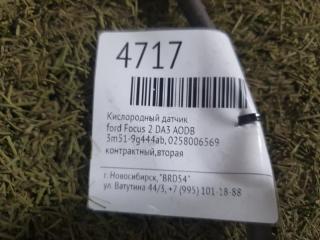 4717
Кислородный датчик
ford Focus 2 DA3 AODB
3m51-9g444ab, 0258006569
контрактный,вторая
г. Новосибирск, "BRD54"
ул. Ватутина 44/3, +7 (995) 101-18-88